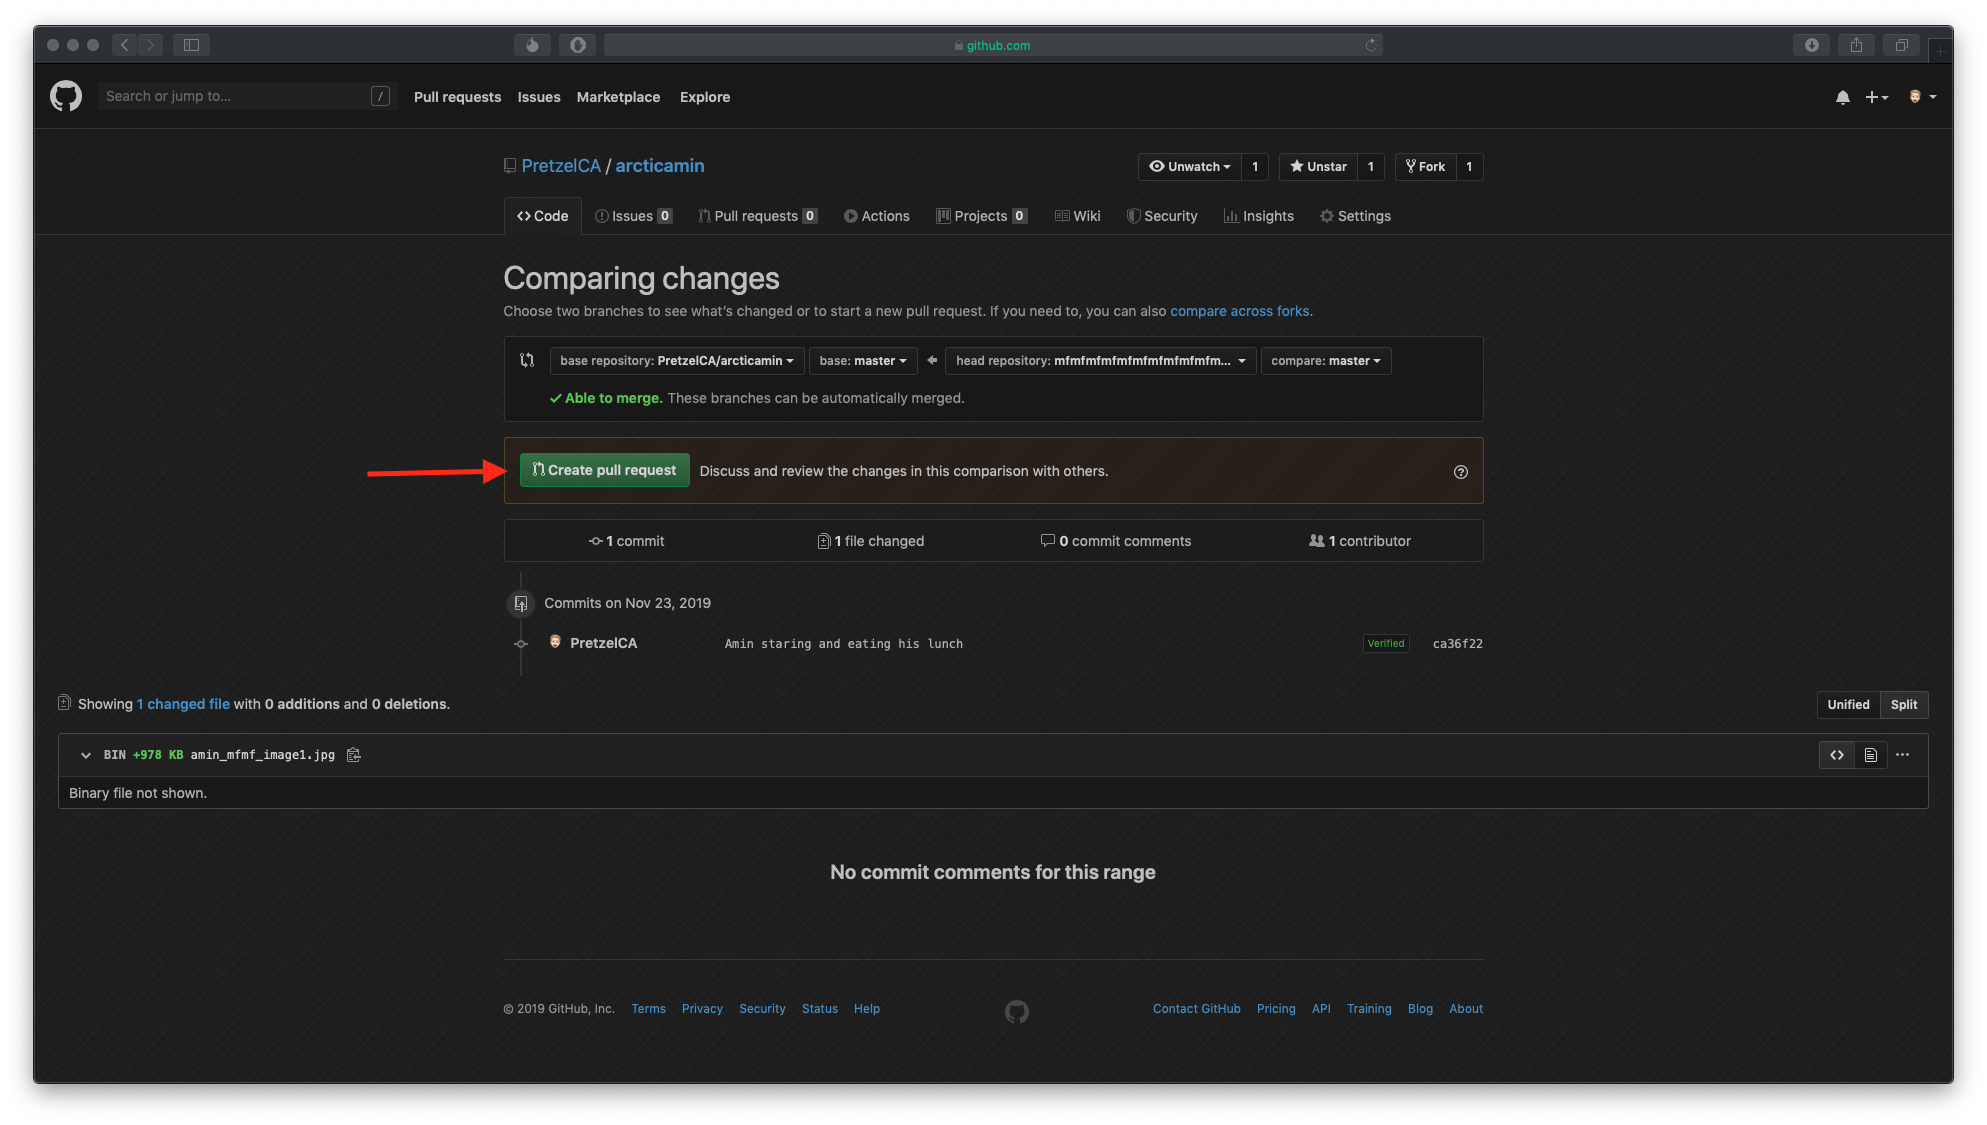 github.com
Search or jump to... / Pull requests Issues Marketplace Explore
PretzelCA / arcticamin Unwatch 1 Unstar 1 Fork 1
Code Issues 0 Pull requests 0 Actions Projects 0 Wiki Security Insights Settings
Comparing changes
Choose two branches to see what's changed or to start a new pull request. If you need to, you can also compare across forks.
base repository: PretzelCA/arcticamin base: master head repository: mfmfmfmfmfmfmfmfmfmfm... compare: master
Able to merge. These branches can be automatically merged.
Create pull request Discuss and review the changes in this comparison with others.
1 commit 1 file changed 0 commit comments 1 contributor
Commits on Nov 23, 2019
PretzelCA Amin staring and eating his lunch Verified ca36f22
Showing 1 changed file with 0 additions and 0 deletions. Unified Split
BIN +978 KB amin_mfmf_image1.jpg
Binary file not shown.
No commit comments for this range
© 2019 GitHub, Inc. Terms Privacy Security Status Help Contact GitHub Pricing API Training Blog About